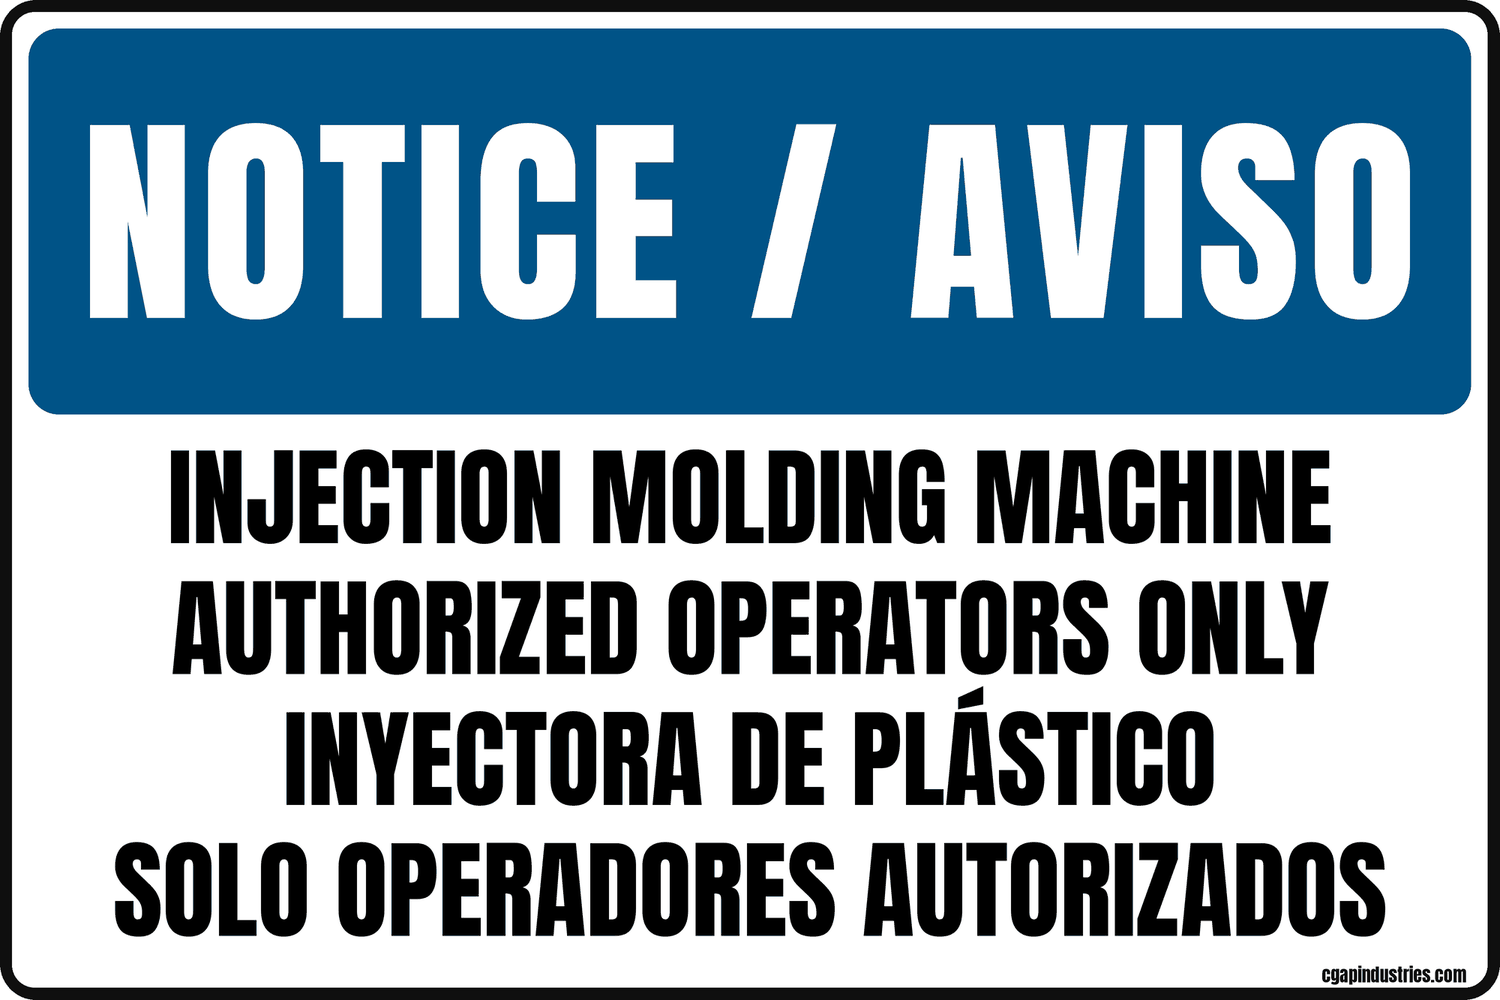 NOTICE / AVISO
INJECTION MOLDING MACHINE
AUTHORIZED OPERATORS ONLY
INYECTORA DE PLÁSTICO
SOLO OPERADORES AUTORIZADOS
cgapindustries.com